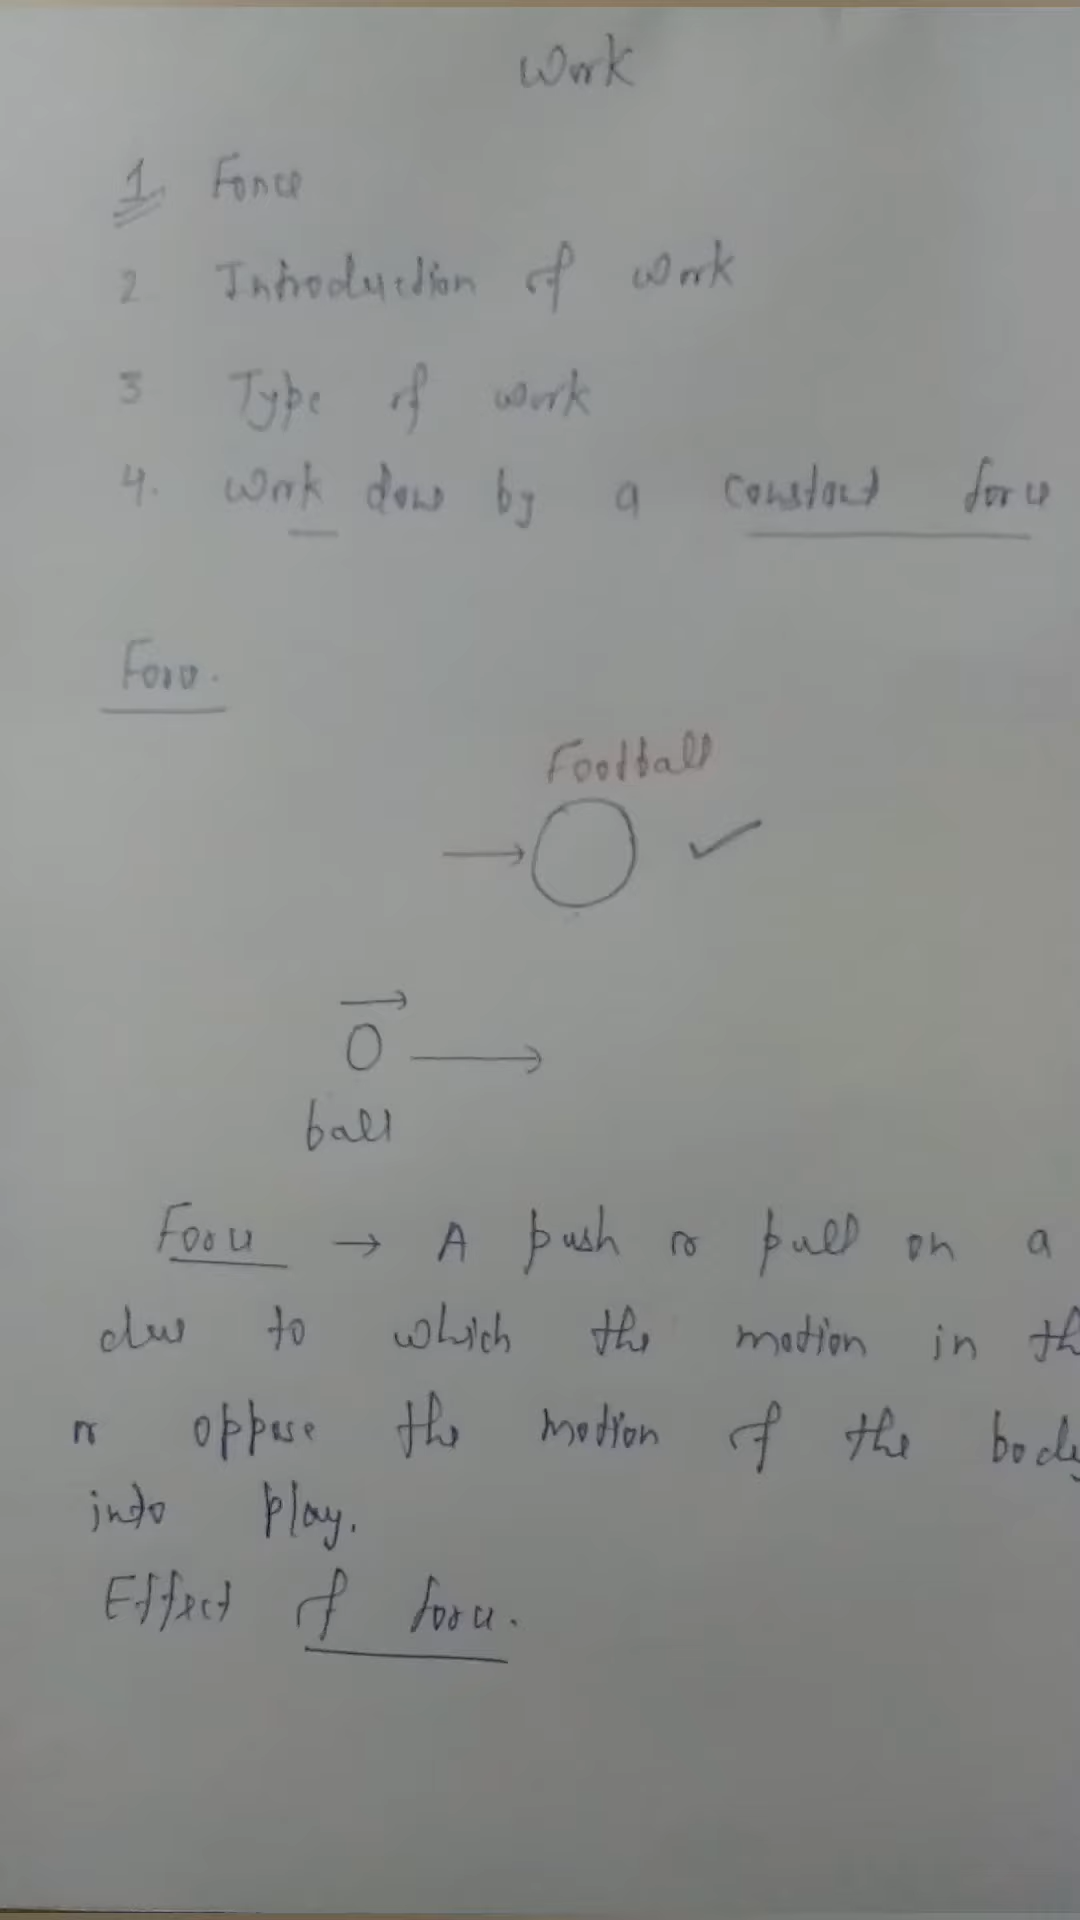 Work
1 Force
2 Introduction of work
3 Type of work
4. Work done by a constant force
Force.
Football
ball
Force → A push or pull on a
due to which the motion in th
or oppose the motion of the body
into play.
Effect of force.